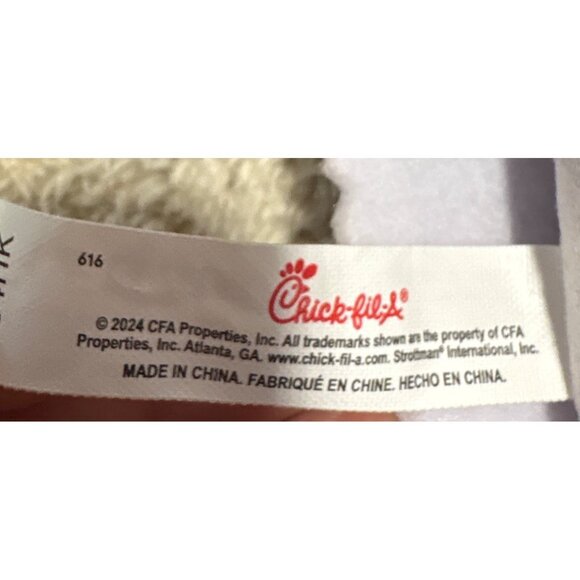 616
Chick-fil-A®
© 2024 CFA Properties, Inc. All trademarks shown are the property of CFA
Properties, Inc. Atlanta, GA. www.chick-fil-a.com. Strottman® International, Inc.
MADE IN CHINA. FABRIQUÉ EN CHINE. HECHO EN CHINA.